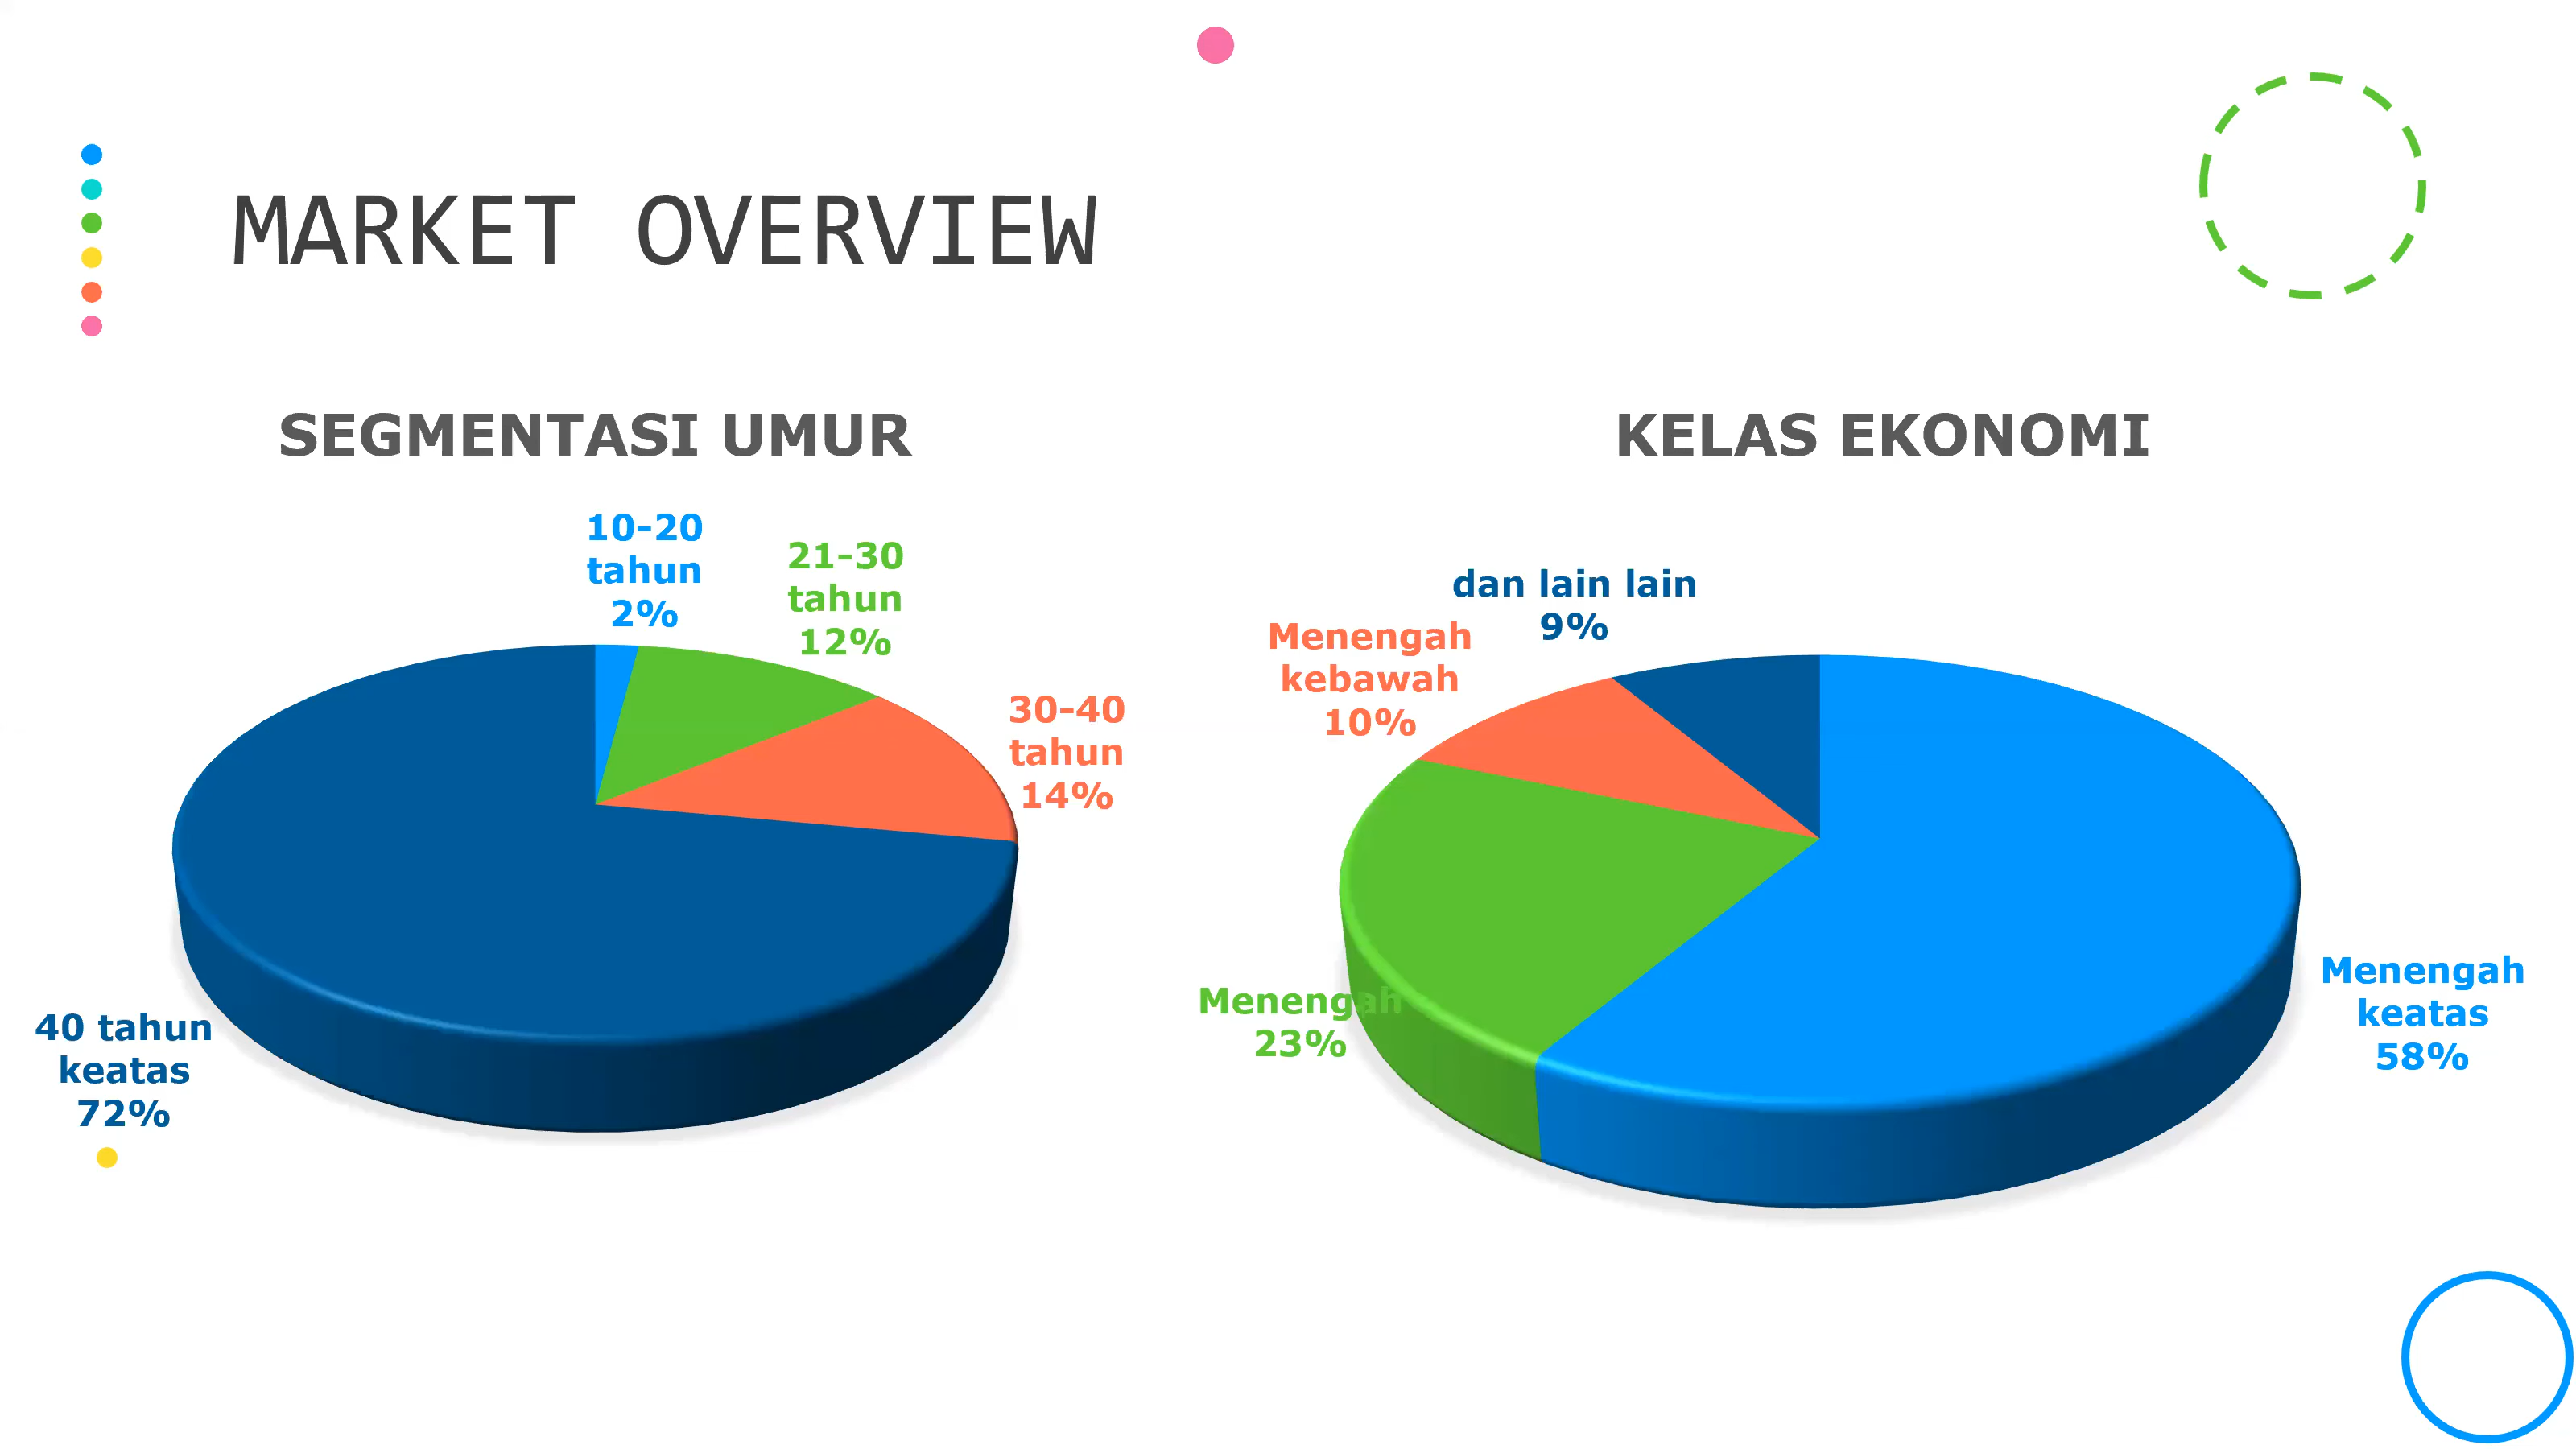 MARKET OVERVIEW
SEGMENTASI UMUR
10-20
tahun
2%
21-30
tahun
12%
30-40
tahun
14%
40 tahun
keatas
72%
KELAS EKONOMI
dan lain lain
9%
Menengah
kebawah
10%
Menengah
23%
Menengah
keatas
58%